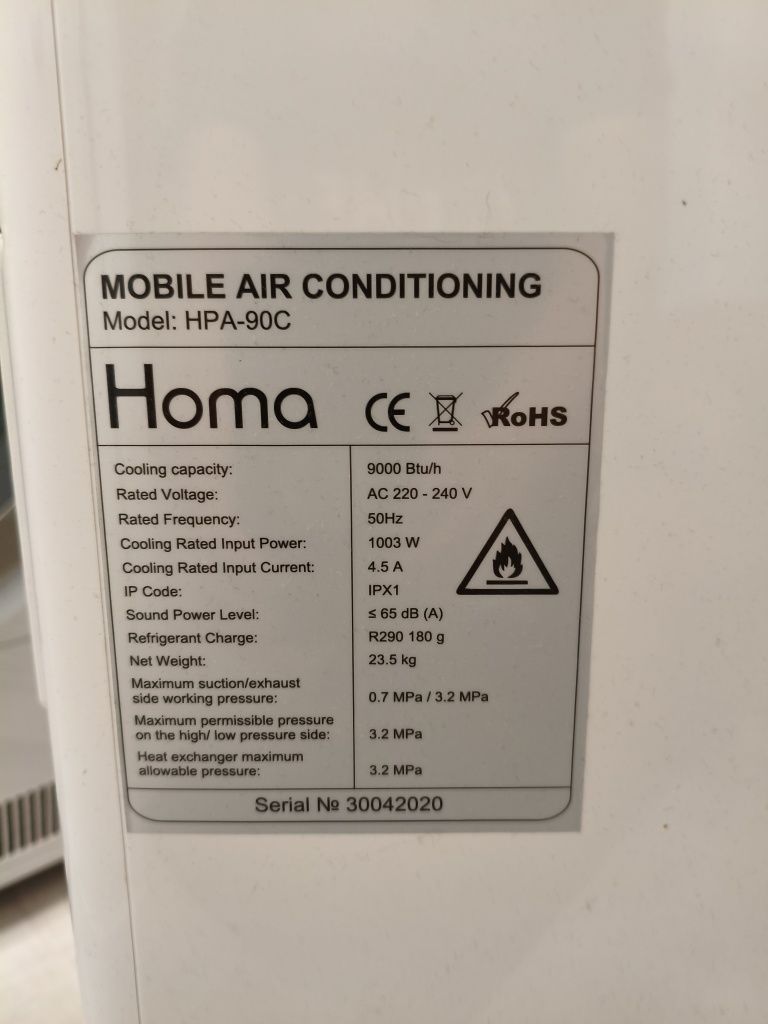 MOBILE AIR CONDITIONING
Model: HPA-90C
Homa CE RoHS
Cooling capacity: 9000 Btu/h
Rated Voltage: AC 220 - 240 V
Rated Frequency: 50Hz
Cooling Rated Input Power: 1003 W
Cooling Rated Input Current: 4.5 A
IP Code: IPX1
Sound Power Level: ≤ 65 dB (A)
Refrigerant Charge: R290 180 g
Net Weight: 23.5 kg
Maximum suction/exhaust
side working pressure: 0.7 MPa / 3.2 MPa
Maximum permissible pressure
on the high/ low pressure side: 3.2 MPa
Heat exchanger maximum
allowable pressure: 3.2 MPa
Serial № 30042020